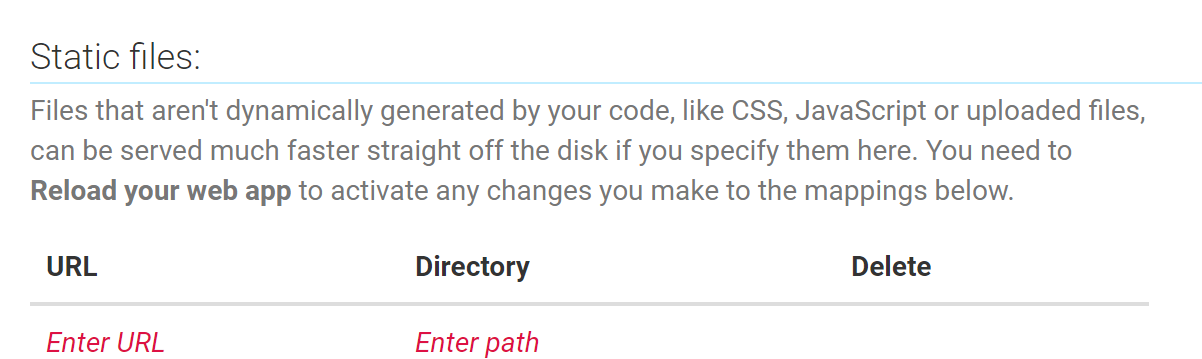 Static files:
Files that aren't dynamically generated by your code, like CSS, JavaScript or uploaded files,
can be served much faster straight off the disk if you specify them here. You need to
Reload your web app to activate any changes you make to the mappings below.
URL Directory Delete
Enter URL Enter path